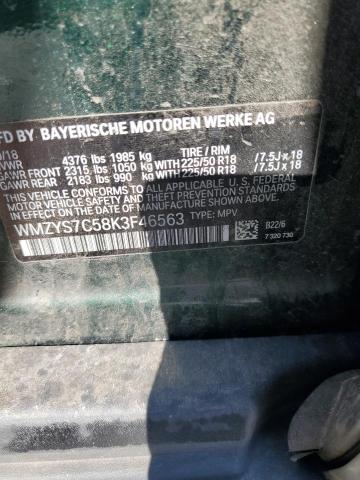 MFD BY BAYERISCHE MOTOREN WERKE AG
/18
GVWR 4376 lbs 1985 kg TIRE / RIM
GAWR FRONT 2315 lbs 1050 kg WITH 225/50 R18 /7.5J x 18
GAWR REAR 2183 lbs 990 kg WITH 225/50 R18 /7.5J x 18
THIS VEHICLE CONFORMS TO ALL APPLICABLE U.S. FEDERAL
MOTOR VEHICLE SAFETY, BUMPER, AND
THEFT PREVENTION STANDARDS IN EFFECT ON THE
DATE OF MANUFACTURE SHOWN ABOVE.
WMZYS7C58K3F46563 TYPE: MPV
B22/6
7 320 730